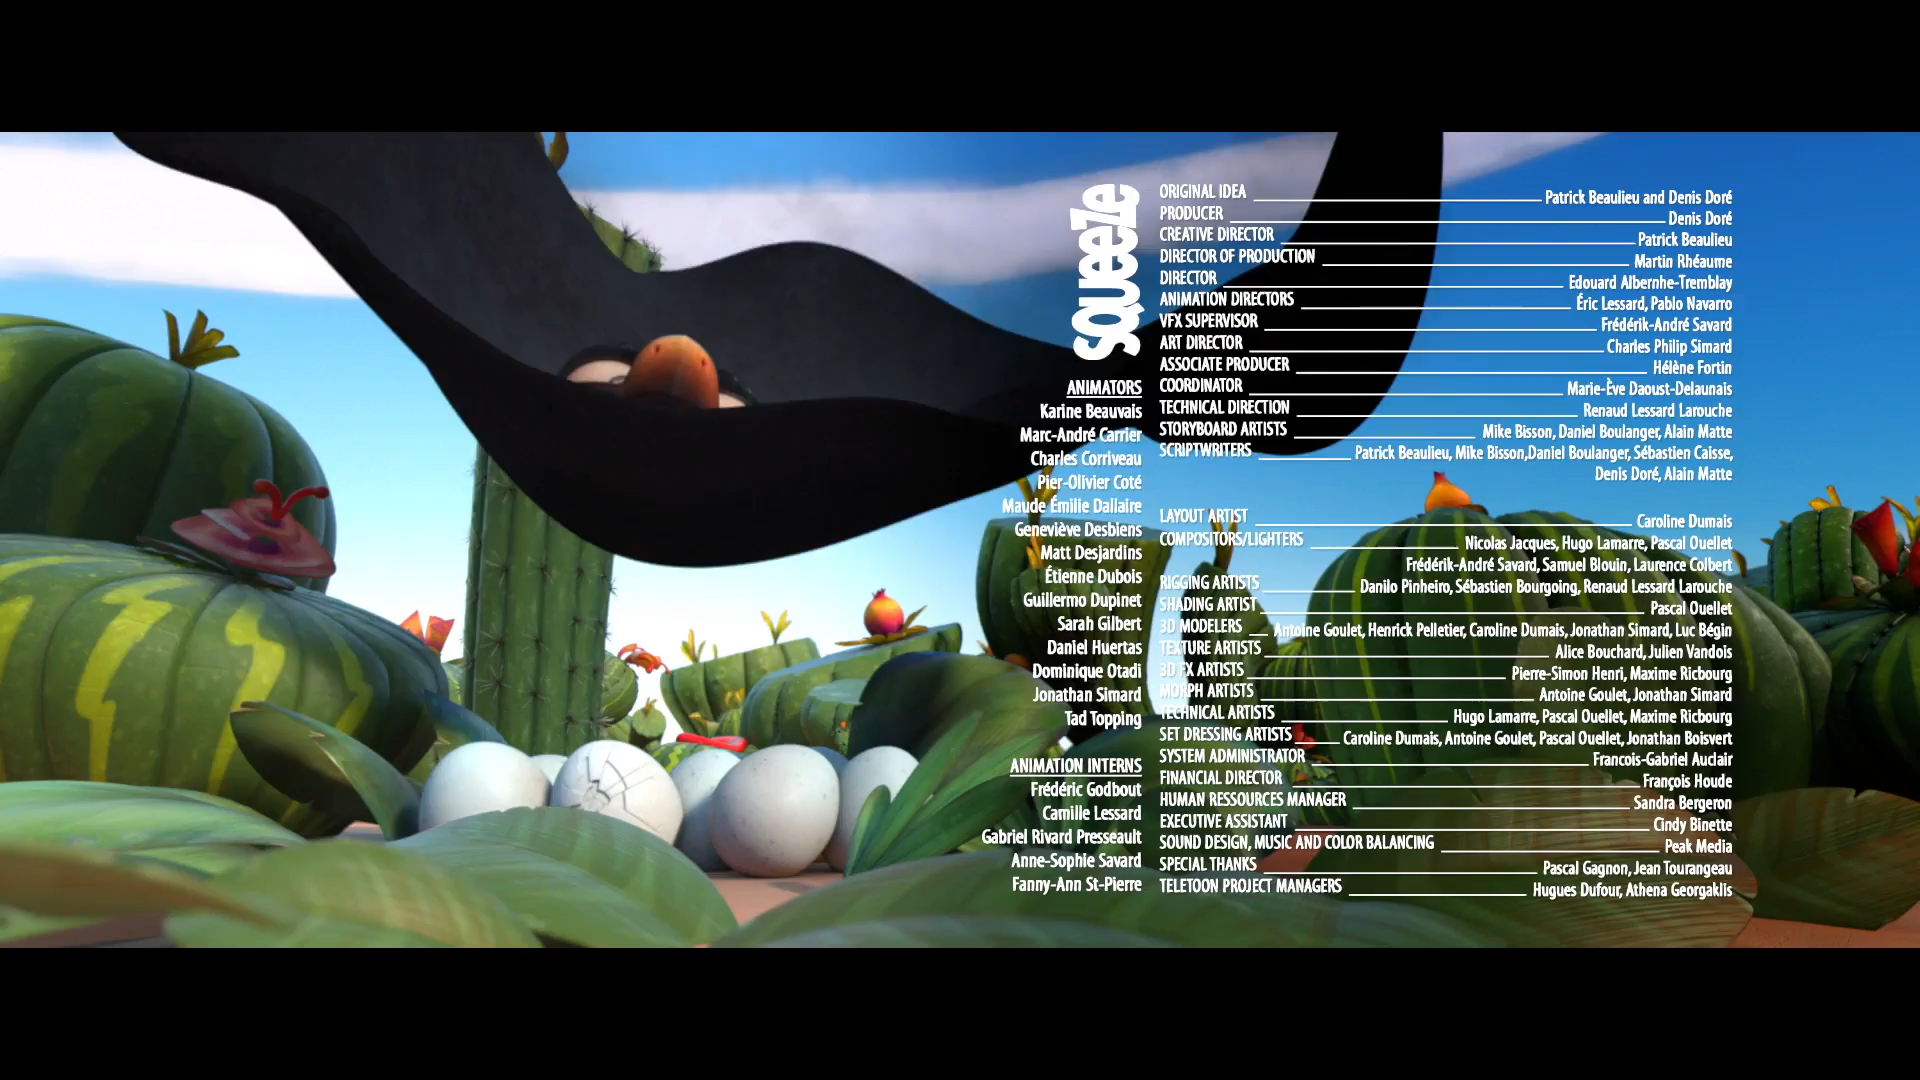 squeeze
ANIMATORS
Karine Beauvais
Marc-André Carrier
Charles Corriveau
Pier-Olivier Coté
Maude Émilie Dallaire
Geneviève Desbiens
Matt Desjardins
Étienne Dubois
Guillermo Dupinet
Sarah Gilbert
Daniel Huertas
Dominique Otadi
Jonathan Simard
Tad Topping
ANIMATION INTERNS
Frédéric Godbout
Camille Lessard
Gabriel Rivard Presseault
Anne-Sophie Savard
Fanny-Ann St-Pierre
ORIGINAL IDEA Patrick Beaulieu and Denis Doré
PRODUCER Denis Doré
CREATIVE DIRECTOR Patrick Beaulieu
DIRECTOR OF PRODUCTION Martin Rhéaume
DIRECTOR Edouard Albernhe-Tremblay
ANIMATION DIRECTORS Éric Lessard, Pablo Navarro
VFX SUPERVISOR Frédérik-André Savard
ART DIRECTOR Charles Philip Simard
ASSOCIATE PRODUCER Hélène Fortin
COORDINATOR Marie-Ève Daoust-Delaunais
TECHNICAL DIRECTION Renaud Lessard Larouche
STORYBOARD ARTISTS Mike Bisson, Daniel Boulanger, Alain Matte
SCRIPTWRITERS Patrick Beaulieu, Mike Bisson,Daniel Boulanger, Sébastien Caisse,
Denis Doré, Alain Matte
LAYOUT ARTIST Caroline Dumais
COMPOSITORS/LIGHTERS Nicolas Jacques, Hugo Lamarre, Pascal Ouellet
Frédérik-André Savard, Samuel Blouin, Laurence Colbert
RIGGING ARTISTS Danilo Pinheiro, Sébastien Bourgoing, Renaud Lessard Larouche
SHADING ARTIST Pascal Ouellet
3D MODELERS Antoine Goulet, Henrick Pelletier, Caroline Dumais, Jonathan Simard, Luc Bégin
TEXTURE ARTISTS Alice Bouchard, Julien Vandois
3D FX ARTISTS Pierre-Simon Henri, Maxime Ricbourg
MORPH ARTISTS Antoine Goulet, Jonathan Simard
TECHNICAL ARTISTS Hugo Lamarre, Pascal Ouellet, Maxime Ricbourg
SET DRESSING ARTISTS Caroline Dumais, Antoine Goulet, Pascal Ouellet, Jonathan Boisvert
SYSTEM ADMINISTRATOR Francois-Gabriel Auclair
FINANCIAL DIRECTOR François Houde
HUMAN RESSOURCES MANAGER Sandra Bergeron
EXECUTIVE ASSISTANT Cindy Binette
SOUND DESIGN, MUSIC AND COLOR BALANCING Peak Media
SPECIAL THANKS Pascal Gagnon, Jean Tourangeau
TELETOON PROJECT MANAGERS Hugues Dufour, Athena Georgaklis